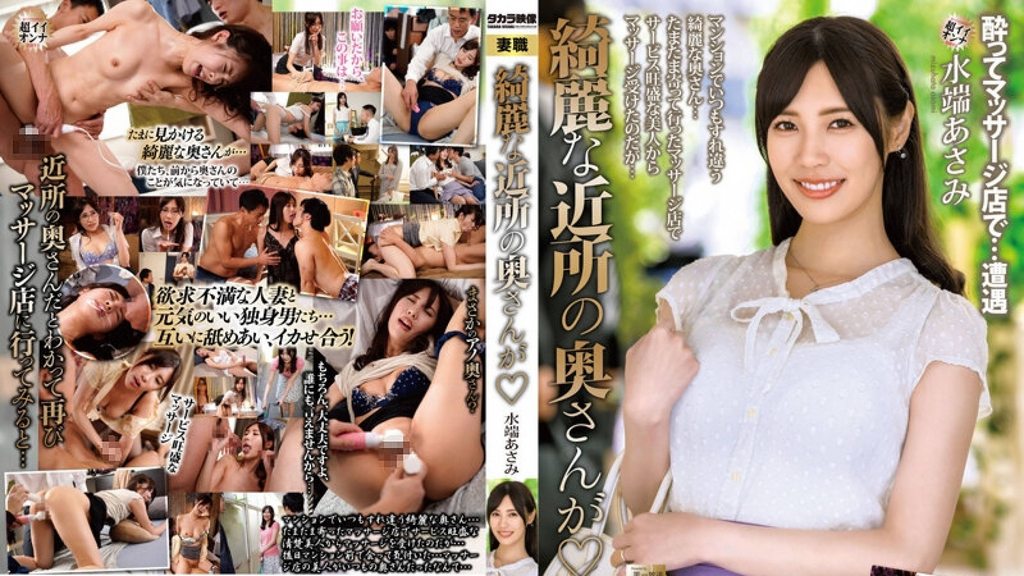 酔ってマッサージ店で…遭遇
水端あさみ
マンションでいつもすれ違う
綺麗な奥さん…
たまたま寄って行ったマッサージ店で
サービス旺盛な美人から
マッサージ受けたのだが…
綺麗な近所の奥さんが♡
タカラ映像
妻職
綺麗な近所の奥さんが♡
水端あさみ
超イイオンナ
お願いだから、
この事は
たまに見かける
綺麗な奥さんが…
僕たち、前から奥さんの
ことが気になっていて…
近所の奥さんだとわかって再び
マッサージ店に行ってみると…
欲求不満な人妻と
元気のいい独身男たち…
互いに舐めあい、イカせ合う!
まさかのアノ奥さん?
もちろん、大丈夫ですよ、
誰にもいえませんから……
サービス旺盛な
マッサージ
マンションでいつもすれ違う綺麗な奥さん…